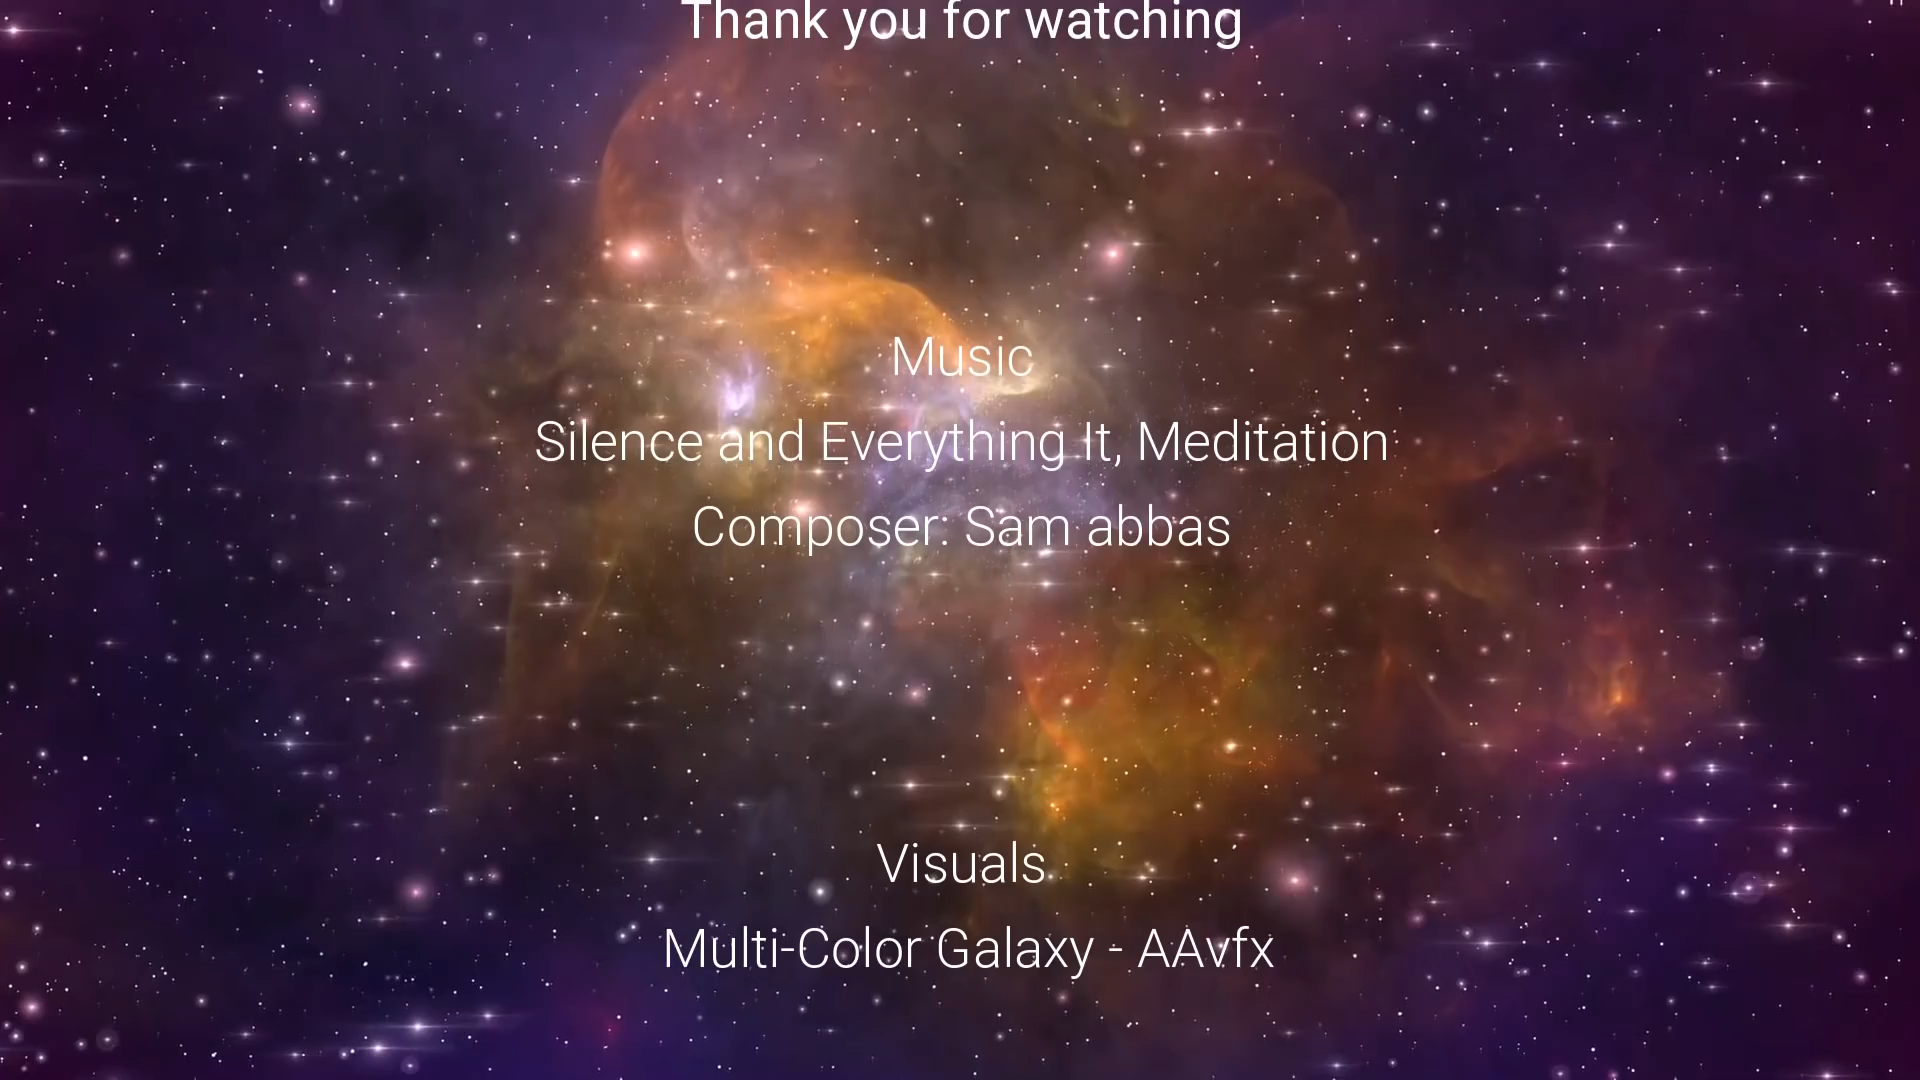 Thank you for watching
Music
Silence and Everything It, Meditation
Composer: Sam abbas
Visuals
Multi-Color Galaxy - AAvfx